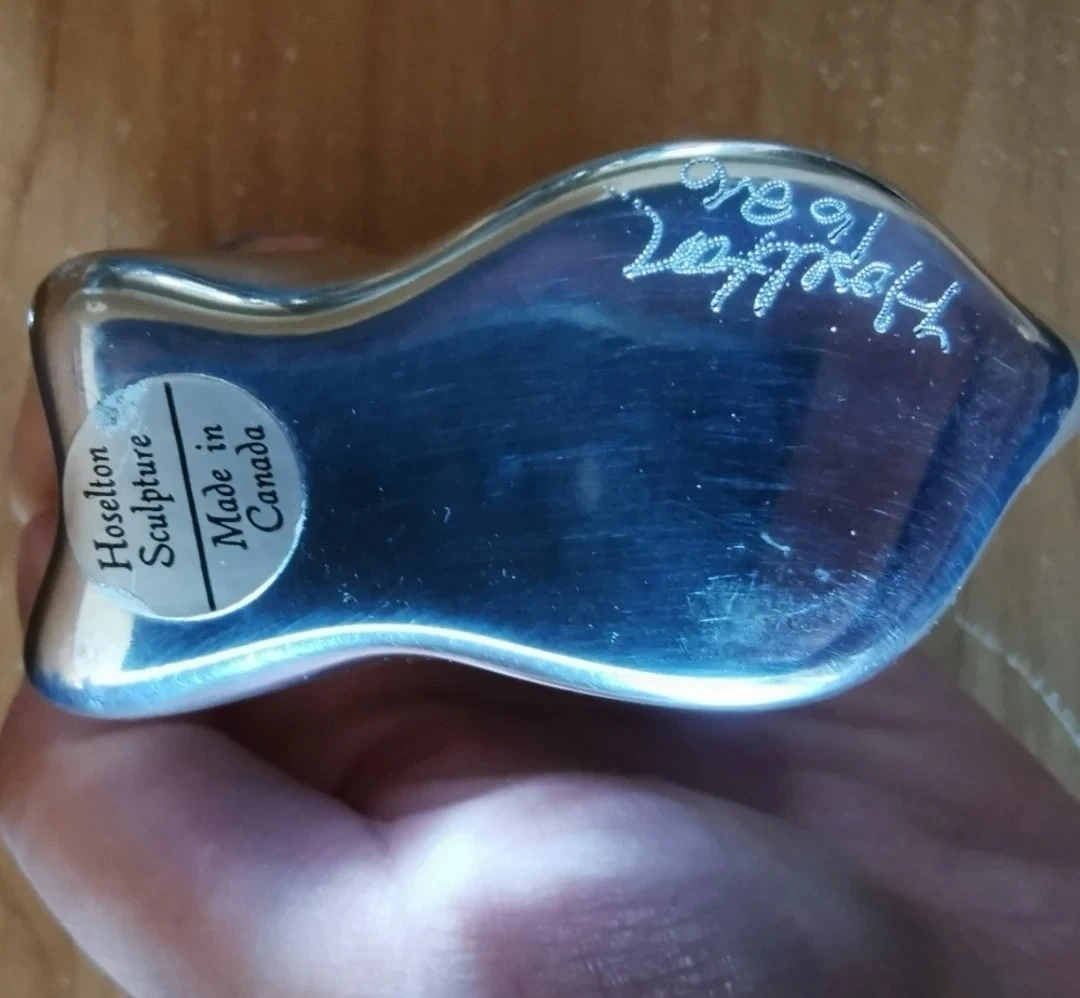 Hoselton
Sculpture
Made in
Canada
Hoselton